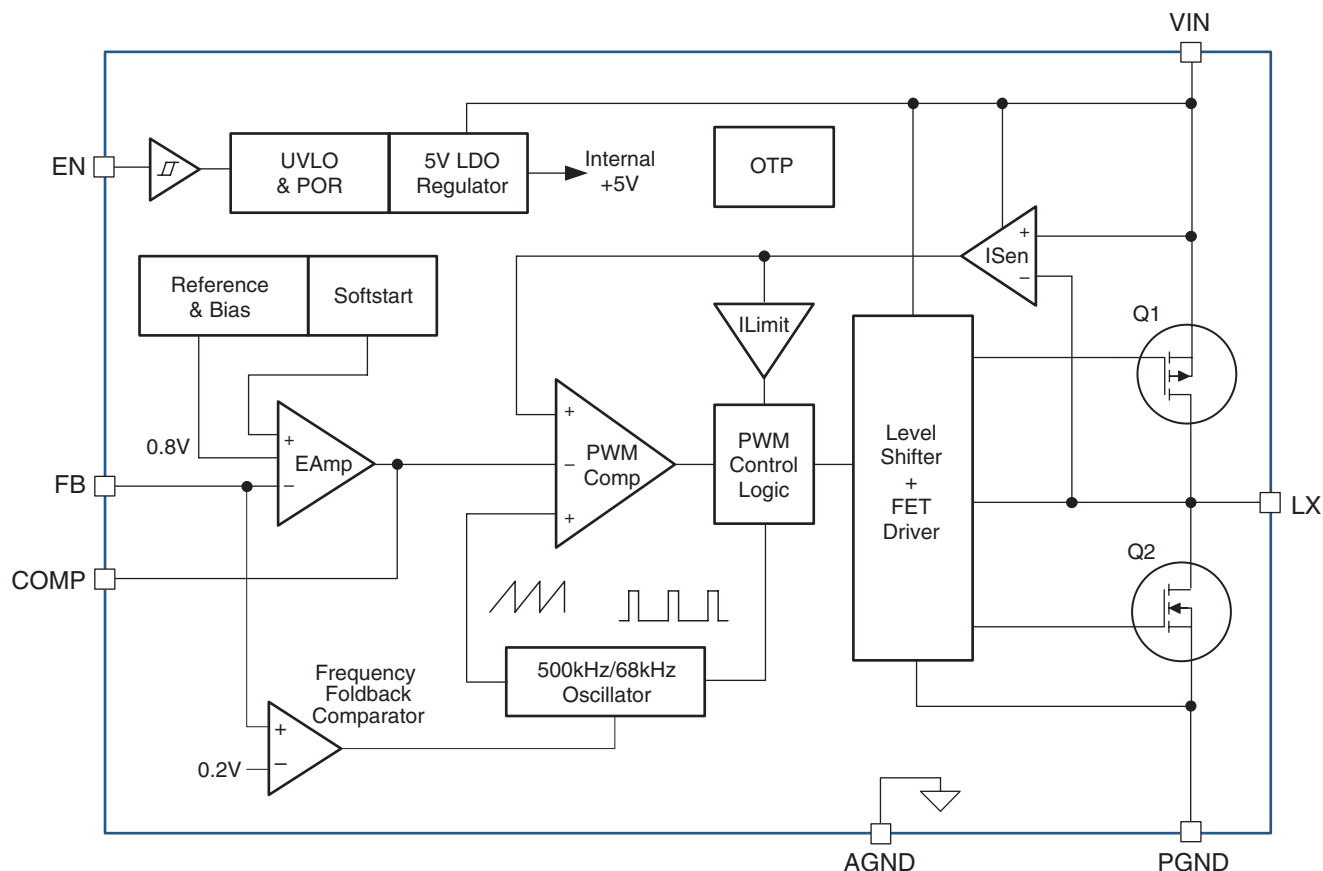 VIN
EN
UVLO
& POR
5V LDO
Regulator
Internal
+5V
OTP
+
ISen
−
Reference
& Bias
Softstart
ILimit
Q1
0.8V
+
EAmp
−
+
PWM
Comp
−
+
PWM
Control
Logic
Level
Shifter
+
FET
Driver
FB
LX
COMP
Q2
500kHz/68kHz
Oscillator
Frequency
Foldback
Comparator
+
−
0.2V
AGND
PGND